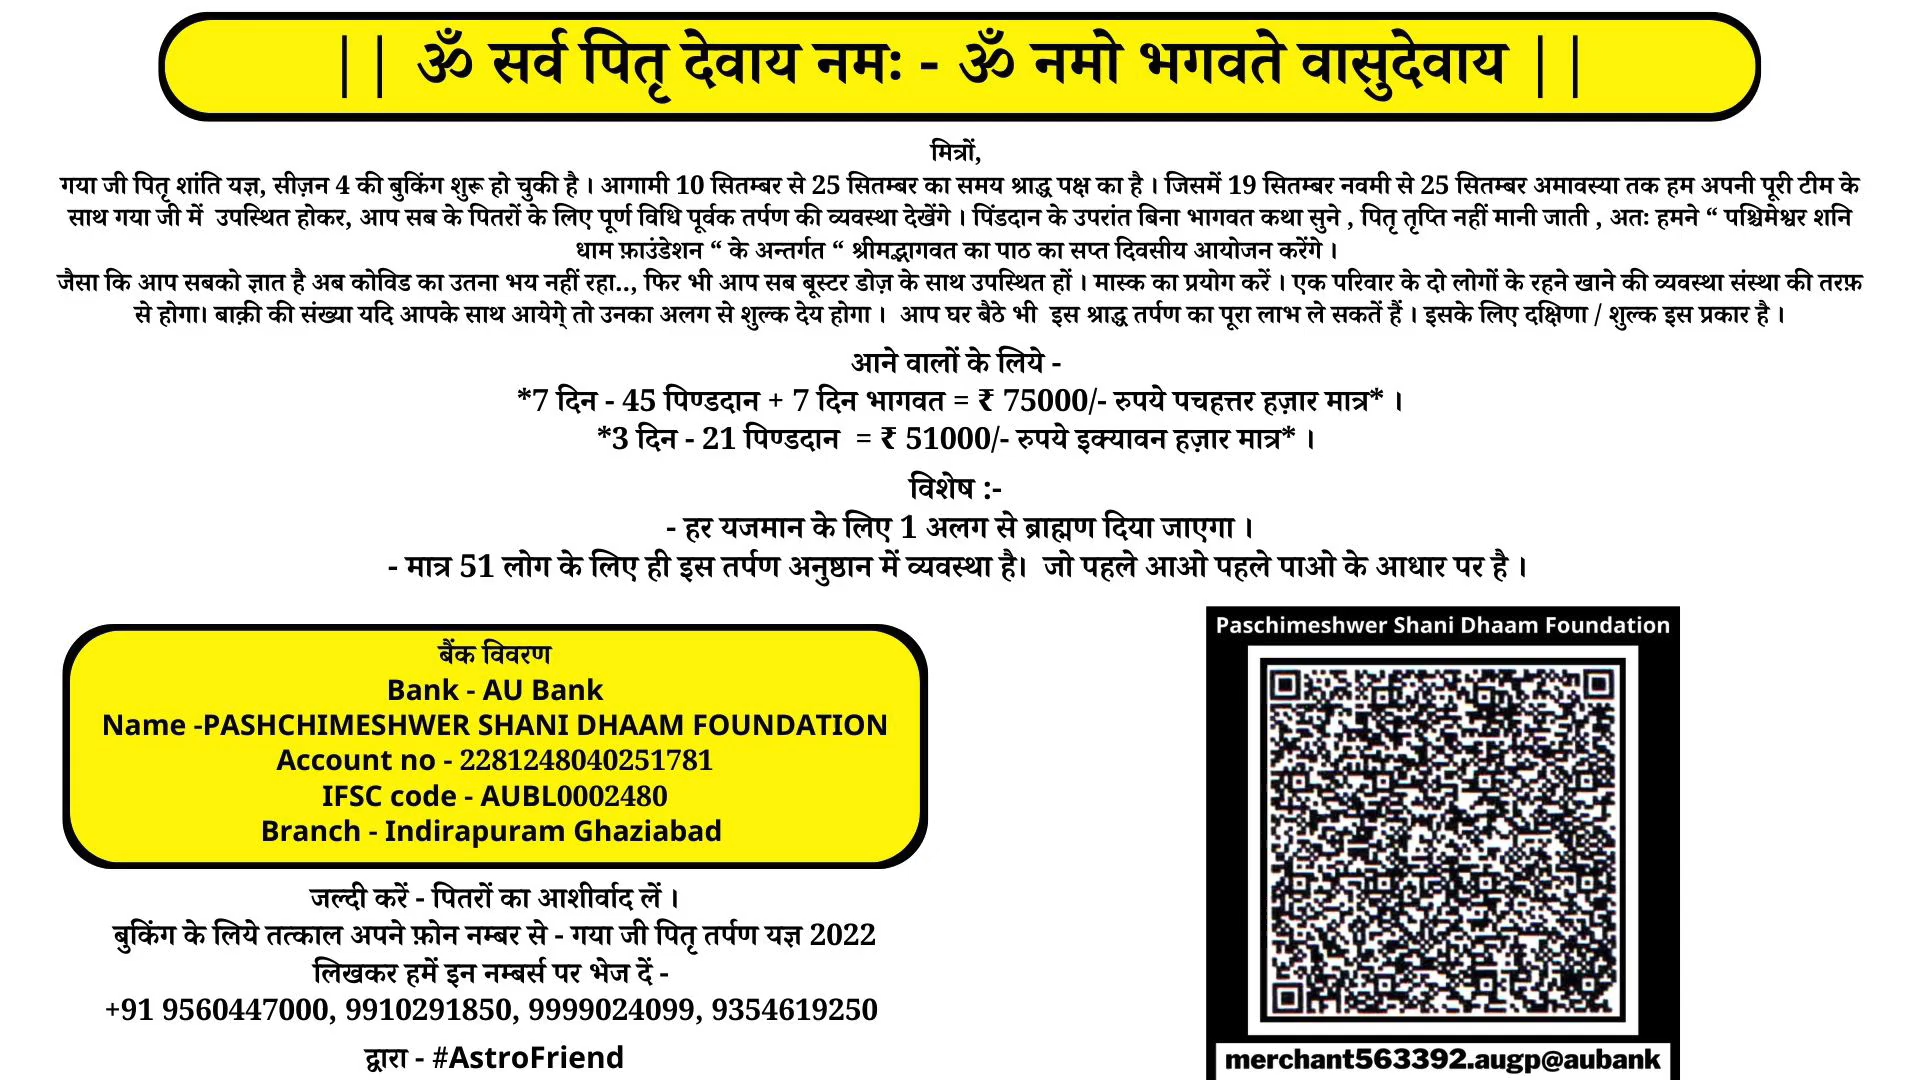 || ॐ सर्व पितृ देवाय नमः - ॐ नमो भगवते वासुदेवाय ||
मित्रों,
गया जी पितृ शांति यज्ञ, सीज़न 4 की बुकिंग शुरू हो चुकी है । आगामी 10 सितम्बर से 25 सितम्बर का समय श्राद्ध पक्ष का है । जिसमें 19 सितम्बर नवमी से 25 सितम्बर अमावस्या तक हम अपनी पूरी टीम के
साथ गया जी में उपस्थित होकर, आप सब के पितरों के लिए पूर्ण विधि पूर्वक तर्पण की व्यवस्था देखेंगे । पिंडदान के उपरांत बिना भागवत कथा सुने , पितृ तृप्ति नहीं मानी जाती , अतः हमने “ पश्चिमेश्वर शनि
धाम फ़ाउंडेशन “ के अन्तर्गत “ श्रीमद्भागवत का पाठ का सप्त दिवसीय आयोजन करेंगे ।
जैसा कि आप सबको ज्ञात है अब कोविड का उतना भय नहीं रहा.., फिर भी आप सब बूस्टर डोज़ के साथ उपस्थित हों । मास्क का प्रयोग करें । एक परिवार के दो लोगों के रहने खाने की व्यवस्था संस्था की तरफ़
से होगा। बाक़ी की संख्या यदि आपके साथ आयेगे् तो उनका अलग से शुल्क देय होगा । आप घर बैठे भी इस श्राद्ध तर्पण का पूरा लाभ ले सकतें हैं । इसके लिए दक्षिणा / शुल्क इस प्रकार है ।
आने वालों के लिये -
*7 दिन - 45 पिण्डदान + 7 दिन भागवत = ₹ 75000/- रुपये पचहत्तर हज़ार मात्र* ।
*3 दिन - 21 पिण्डदान = ₹ 51000/- रुपये इक्यावन हज़ार मात्र* ।
विशेष :-
- हर यजमान के लिए 1 अलग से ब्राह्मण दिया जाएगा ।
- मात्र 51 लोग के लिए ही इस तर्पण अनुष्ठान में व्यवस्था है। जो पहले आओ पहले पाओ के आधार पर है ।
बैंक विवरण
Bank - AU Bank
Name -PASHCHIMESHWER SHANI DHAAM FOUNDATION
Account no - 2281248040251781
IFSC code - AUBL0002480
Branch - Indirapuram Ghaziabad
जल्दी करें - पितरों का आशीर्वाद लें ।
बुकिंग के लिये तत्काल अपने फ़ोन नम्बर से - गया जी पितृ तर्पण यज्ञ 2022
लिखकर हमें इन नम्बर्स पर भेज दें -
+91 9560447000, 9910291850, 9999024099, 9354619250
द्वारा - #AstroFriend
Paschimeshwer Shani Dhaam Foundation
merchant563392.augp@aubank